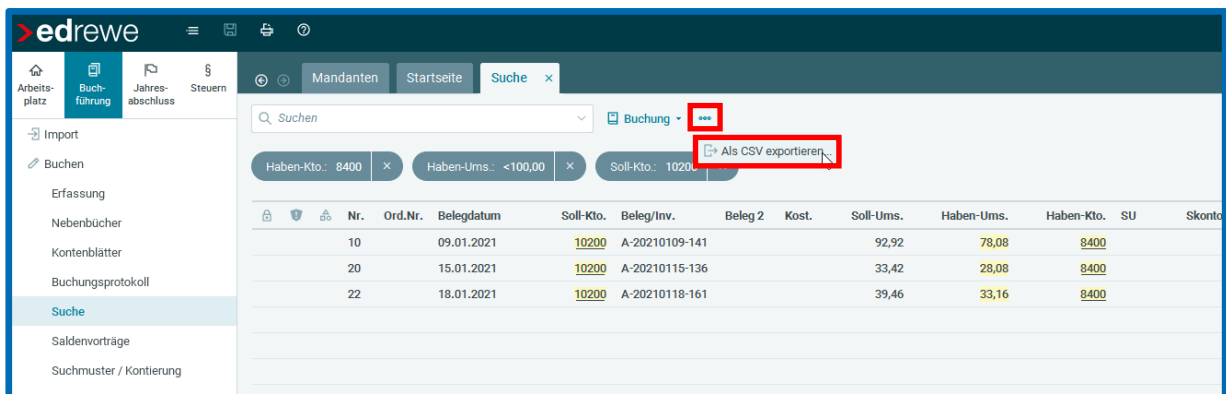 edrewe
Arbeits-
platz
Buch-
führung
Jahres-
abschluss
§
Steuern
Mandanten
Startseite
Suche ×
Suchen
Buchung
Als CSV exportieren...
Haben-Kto.: 8400 ×
Haben-Ums.: <100,00 ×
Soll-Kto.: 10200
Import
Buchen
Erfassung
Nebenbücher
Kontenblätter
Buchungsprotokoll
Suche
Saldenvorträge
Suchmuster / Kontierung
Nr. Ord.Nr. Belegdatum Soll-Kto. Beleg/Inv. Beleg 2 Kost. Soll-Ums. Haben-Ums. Haben-Kto. SU Skonto
10 09.01.2021 10200 A-20210109-141 92,92 78,08 8400
20 15.01.2021 10200 A-20210115-136 33,42 28,08 8400
22 18.01.2021 10200 A-20210118-161 39,46 33,16 8400